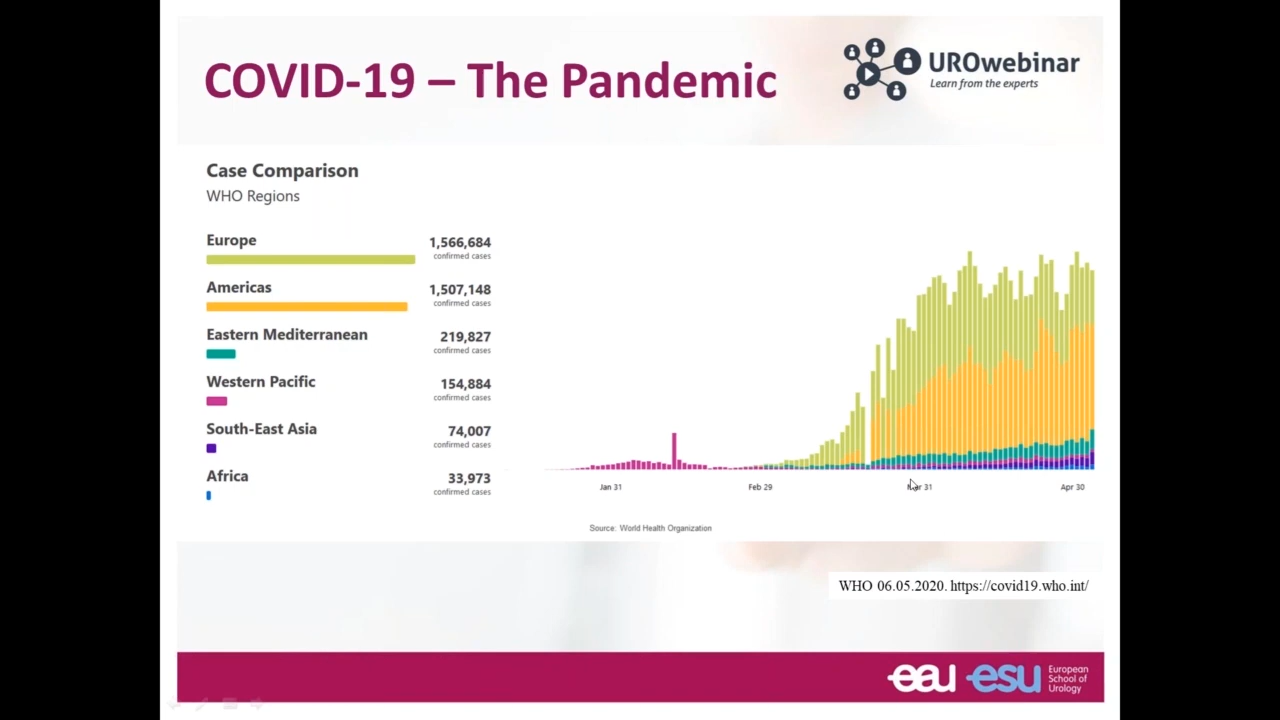 COVID-19 – The Pandemic
UROwebinar
Learn from the experts
Case Comparison
WHO Regions
Europe
1,566,684
confirmed cases
Americas
1,507,148
confirmed cases
Eastern Mediterranean
219,827
confirmed cases
Western Pacific
154,884
confirmed cases
South-East Asia
74,007
confirmed cases
Africa
33,973
confirmed cases
Jan 31
Feb 29
Mar 31
Apr 30
Source: World Health Organization
WHO 06.05.2020. https://covid19.who.int/
eau esu
European
School of
Urology